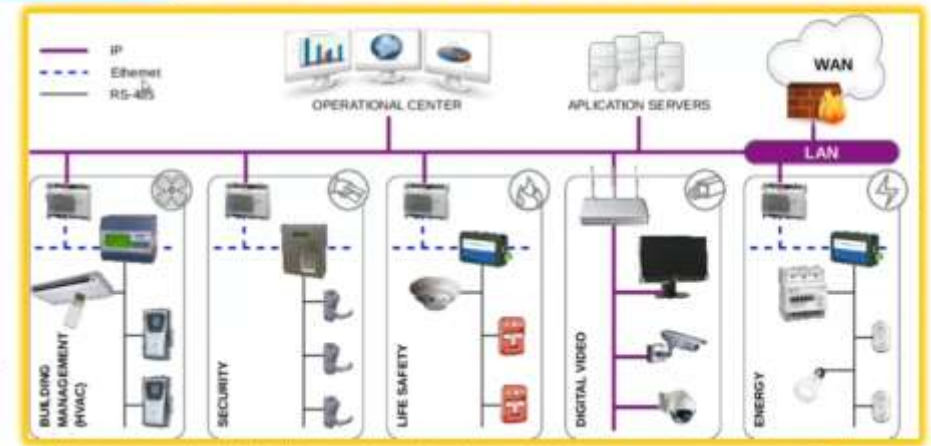 IP
Ethernet
RS-485
OPERATIONAL CENTER
APLICATION SERVERS
WAN
LAN
BUILDING
MANAGEMENT
(HVAC)
SECURITY
LIFE SAFETY
DIGITAL VIDEO
ENERGY